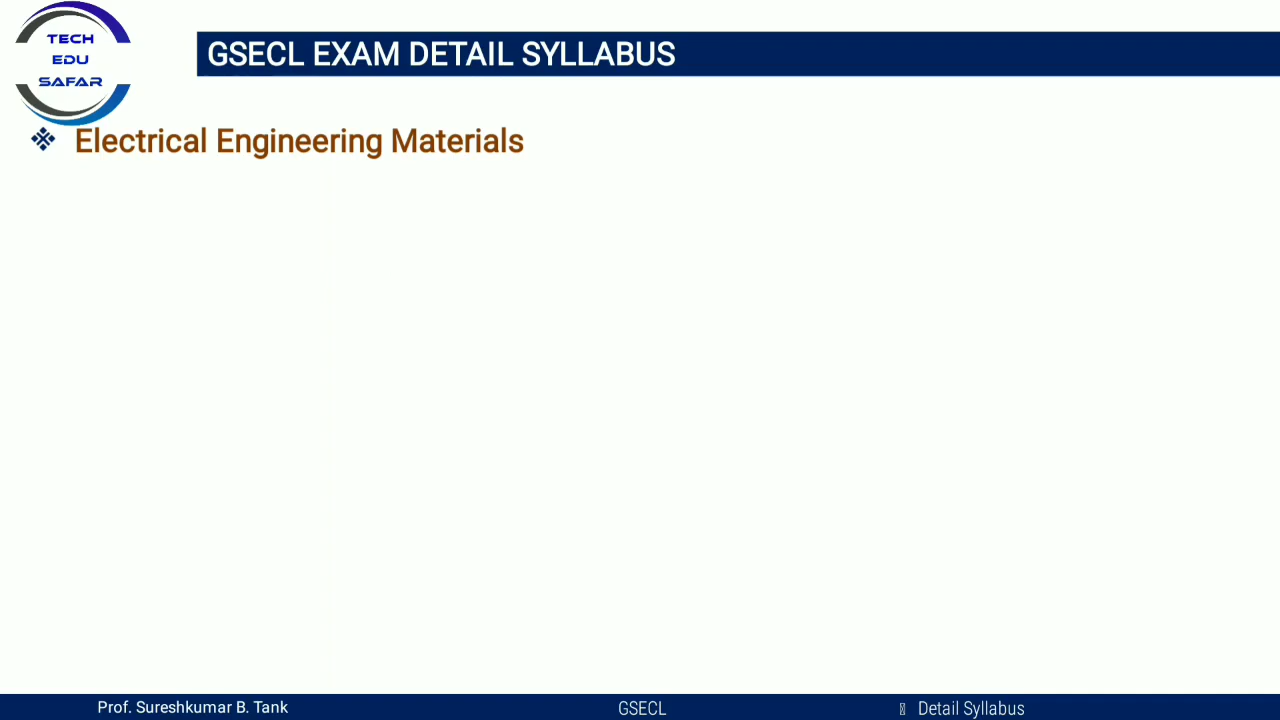 TECH
EDU
SAFAR
GSECL EXAM DETAIL SYLLABUS
Electrical Engineering Materials
Prof. Sureshkumar B. Tank
GSECL
Detail Syllabus